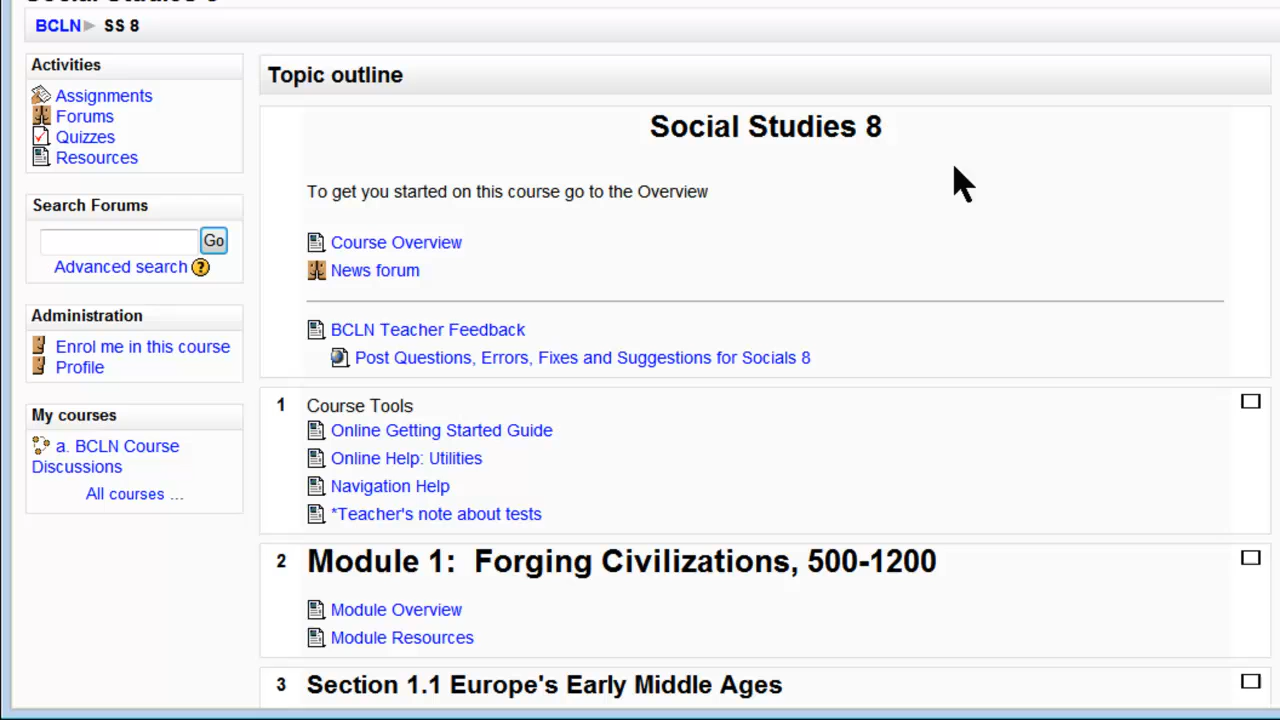 BCLN SS 8
Activities
Assignments
Forums
Quizzes
Resources
Search Forums
Go
Advanced search ?
Administration
Enrol me in this course
Profile
My courses
a. BCLN Course
Discussions
All courses ...
Topic outline
Social Studies 8
To get you started on this course go to the Overview
Course Overview
News forum
BCLN Teacher Feedback
Post Questions, Errors, Fixes and Suggestions for Socials 8
1 Course Tools
Online Getting Started Guide
Online Help: Utilities
Navigation Help
*Teacher's note about tests
2 Module 1: Forging Civilizations, 500-1200
Module Overview
Module Resources
3 Section 1.1 Europe's Early Middle Ages